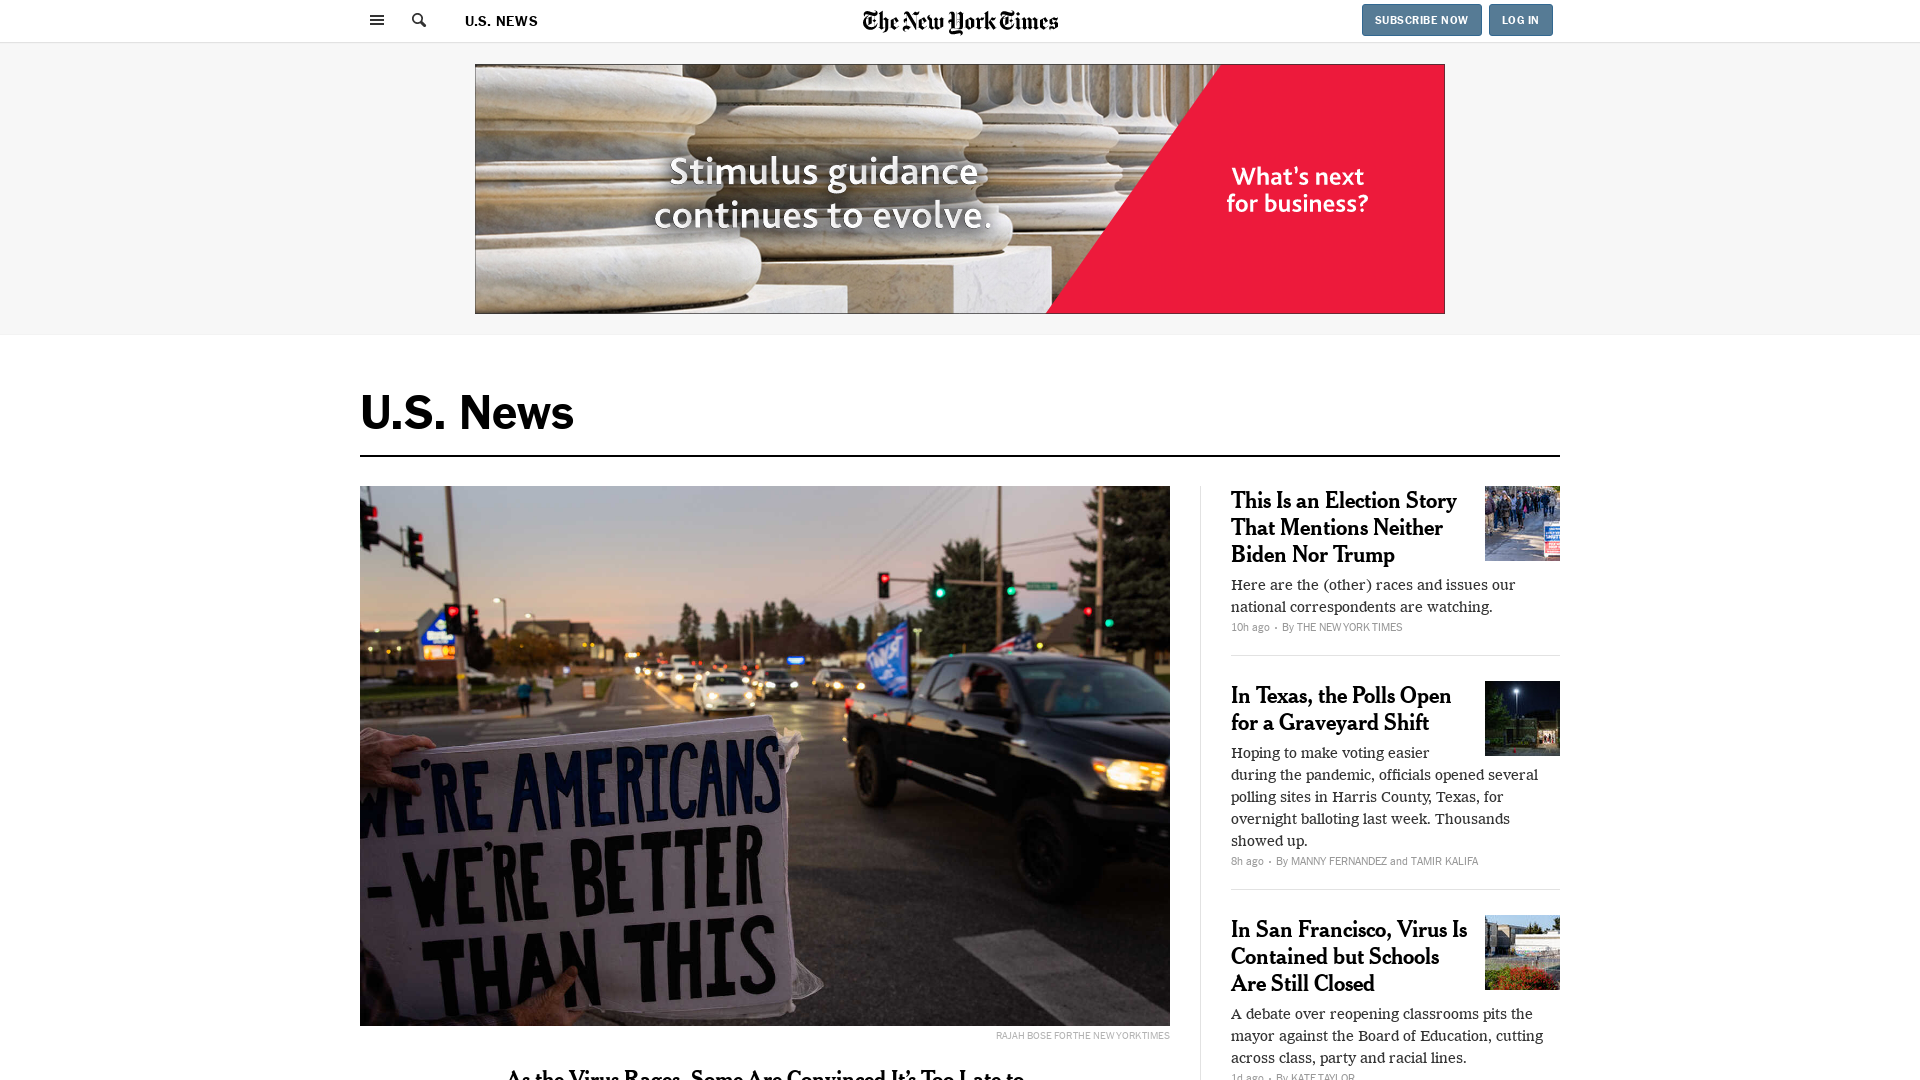 U.S. NEWS
The New York Times
SUBSCRIBE NOW
LOG IN
Stimulus guidance
continues to evolve.
What's next
for business?
U.S. News
WE'RE AMERICANS
-WE'RE BETTER
THAN THIS
RAJAH BOSE FOR THE NEW YORK TIMES
As the Virus Rages, Some Are Convinced It's Too Late to
This Is an Election Story
That Mentions Neither
Biden Nor Trump
Here are the (other) races and issues our
national correspondents are watching.
10h ago · By THE NEW YORK TIMES
In Texas, the Polls Open
for a Graveyard Shift
Hoping to make voting easier
during the pandemic, officials opened several
polling sites in Harris County, Texas, for
overnight balloting last week. Thousands
showed up.
8h ago · By MANNY FERNANDEZ and TAMIR KALIFA
In San Francisco, Virus Is
Contained but Schools
Are Still Closed
A debate over reopening classrooms pits the
mayor against the Board of Education, cutting
across class, party and racial lines.
1d ago · By KATE TAYLOR